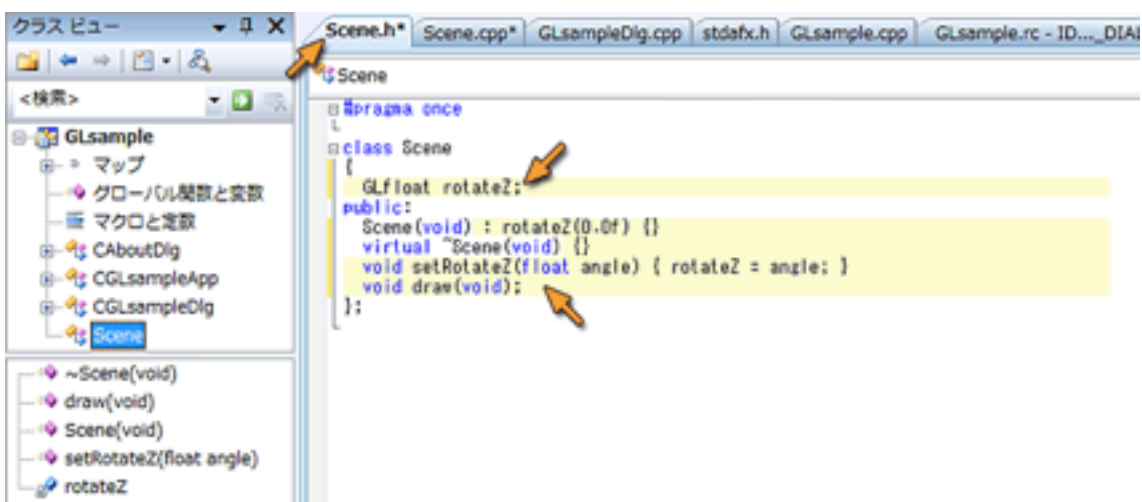 クラス ビュー
<検索>
GLsample
マップ
グローバル関数と変数
マクロと定数
CAboutDlg
CGLsampleApp
CGLsampleDlg
Scene
~Scene(void)
draw(void)
Scene(void)
setRotateZ(float angle)
rotateZ
Scene.h* Scene.cpp* GLsampleDlg.cpp stdafx.h GLsample.cpp GLsample.rc - ID..._DIAL
Scene
#pragma once
class Scene
{
GLfloat rotateZ;
public:
Scene(void) : rotateZ(0.0f) {}
virtual ~Scene(void) {}
void setRotateZ(float angle) { rotateZ = angle; }
void draw(void);
};